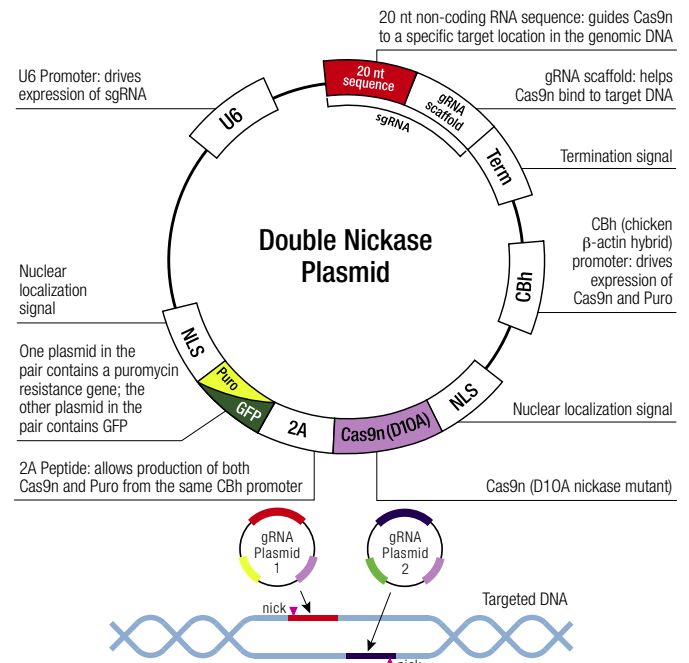 20 nt non-coding RNA sequence: guides Cas9n
to a specific target location in the genomic DNA
U6 Promoter: drives
expression of sgRNA
gRNA scaffold: helps
Cas9n bind to target DNA
20 nt
sequence
gRNA
scaffold
sgRNA
U6
Term
Termination signal
Double Nickase
Plasmid
CBh (chicken
β-actin hybrid)
promoter: drives
expression of
Cas9n and Puro
CBh
Nuclear
localization
signal
NLS
One plasmid in the
pair contains a puromycin
resistance gene; the
other plasmid in the
pair contains GFP
Puro
GFP
2A
Cas9n (D10A)
NLS
Nuclear localization signal
2A Peptide: allows production of both
Cas9n and Puro from the same CBh promoter
Cas9n (D10A nickase mutant)
gRNA
Plasmid
1
gRNA
Plasmid
2
nick
Targeted DNA
nick